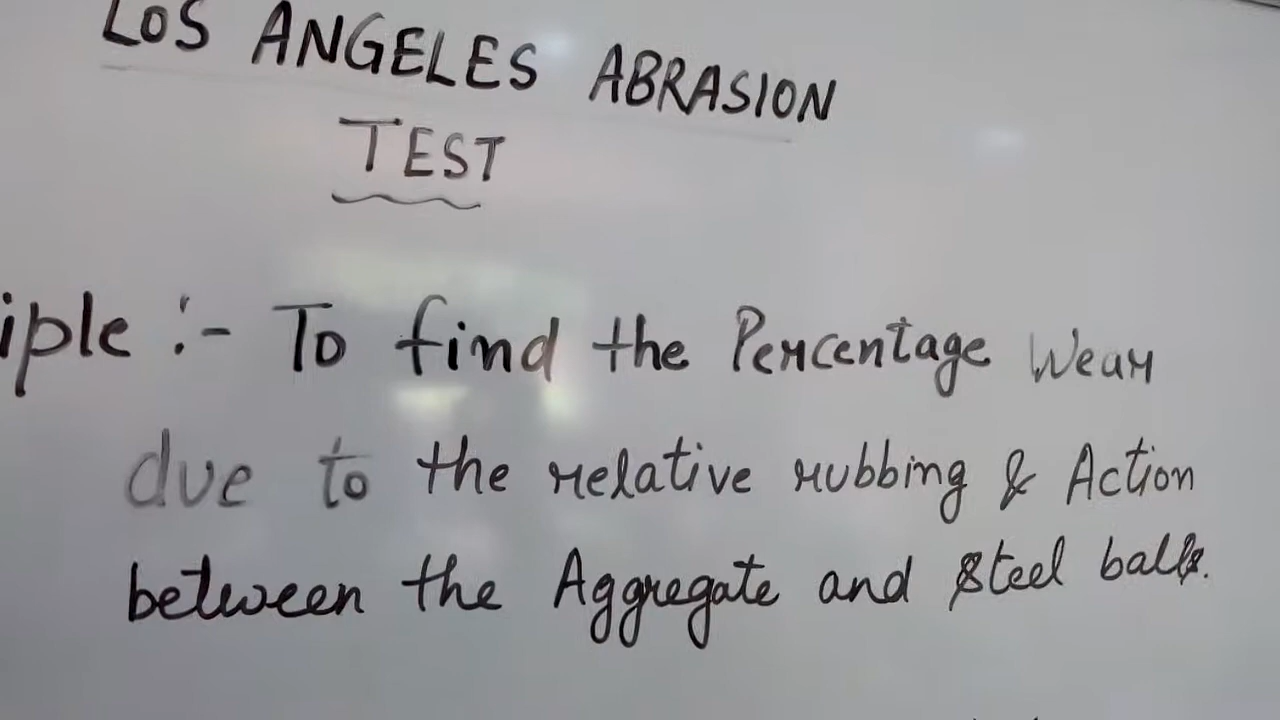 LOS ANGELES ABRASION
TEST
iple :- To find the Percentage Wear
due to the relative rubbing & Action
between the Aggregate and Steel balls.